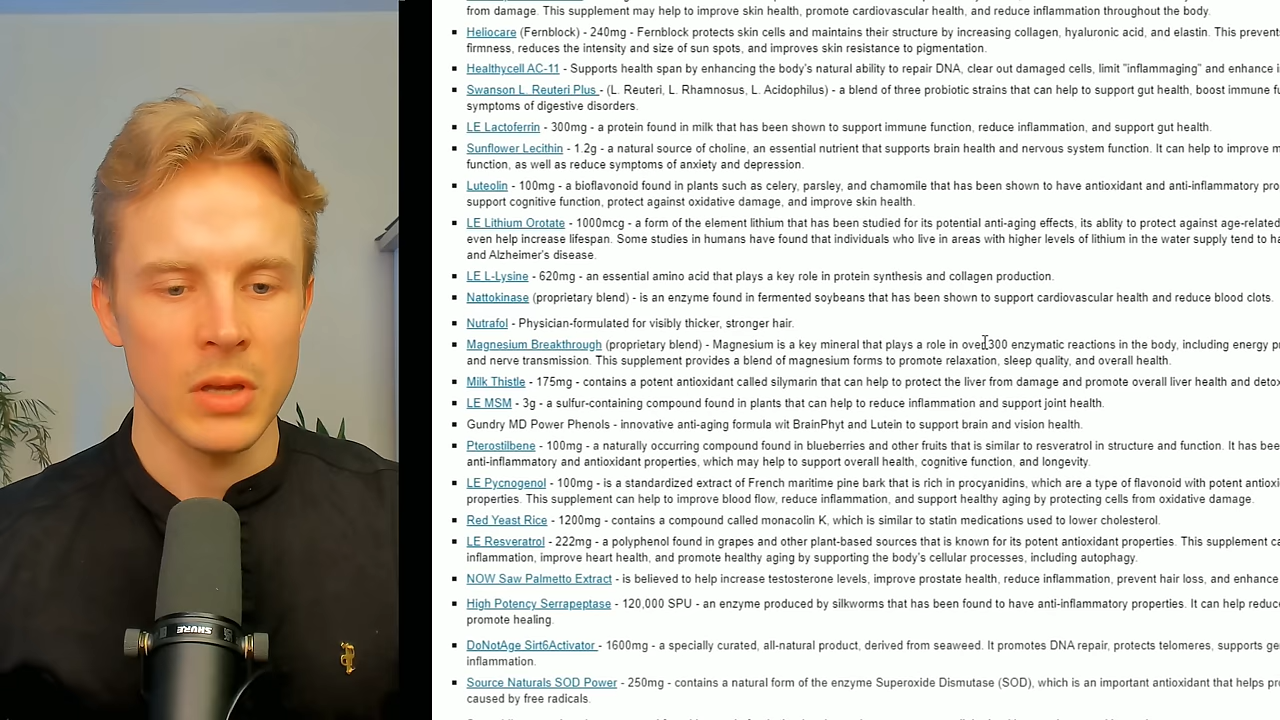 from damage. This supplement may help to improve skin health, promote cardiovascular health, and reduce inflammation throughout the body.
Heliocare (Fernblock) - 240mg - Fernblock protects skin cells and maintains their structure by increasing collagen, hyaluronic acid, and elastin. This prevent
firmness, reduces the intensity and size of sun spots, and improves skin resistance to pigmentation.
Healthycell AC-11 - Supports health span by enhancing the body's natural ability to repair DNA, clear out damaged cells, limit "inflammaging" and enhance i
Swanson L. Reuteri Plus - (L. Reuteri, L. Rhamnosus, L. Acidophilus) - a blend of three probiotic strains that can help to support gut health, boost immune fu
symptoms of digestive disorders.
LE Lactoferrin - 300mg - a protein found in milk that has been shown to support immune function, reduce inflammation, and support gut health.
Sunflower Lecithin - 1.2g - a natural source of choline, an essential nutrient that supports brain health and nervous system function. It can help to improve m
function, as well as reduce symptoms of anxiety and depression.
Luteolin - 100mg - a bioflavonoid found in plants such as celery, parsley, and chamomile that has been shown to have antioxidant and anti-inflammatory pro
support cognitive function, protect against oxidative damage, and improve skin health.
LE Lithium Orotate - 1000mcg - a form of the element lithium that has been studied for its potential anti-aging effects, its ablity to protect against age-related
even help increase lifespan. Some studies in humans have found that individuals who live in areas with higher levels of lithium in the water supply tend to ha
and Alzheimer's disease.
LE L-Lysine - 620mg - an essential amino acid that plays a key role in protein synthesis and collagen production.
Nattokinase (proprietary blend) - is an enzyme found in fermented soybeans that has been shown to support cardiovascular health and reduce blood clots.
Nutrafol - Physician-formulated for visibly thicker, stronger hair.
Magnesium Breakthrough (proprietary blend) - Magnesium is a key mineral that plays a role in over 300 enzymatic reactions in the body, including energy p
and nerve transmission. This supplement provides a blend of magnesium forms to promote relaxation, sleep quality, and overall health.
Milk Thistle - 175mg - contains a potent antioxidant called silymarin that can help to protect the liver from damage and promote overall liver health and detox
LE MSM - 3g - a sulfur-containing compound found in plants that can help to reduce inflammation and support joint health.
Gundry MD Power Phenols - innovative anti-aging formula wit BrainPhyt and Lutein to support brain and vision health.
Pterostilbene - 100mg - a naturally occurring compound found in blueberries and other fruits that is similar to resveratrol in structure and function. It has bee
anti-inflammatory and antioxidant properties, which may help to support overall health, cognitive function, and longevity.
LE Pycnogenol - 100mg - is a standardized extract of French maritime pine bark that is rich in procyanidins, which are a type of flavonoid with potent antioxi
properties. This supplement can help to improve blood flow, reduce inflammation, and support healthy aging by protecting cells from oxidative damage.
Red Yeast Rice - 1200mg - contains a compound called monacolin K, which is similar to statin medications used to lower cholesterol.
LE Resveratrol - 222mg - a polyphenol found in grapes and other plant-based sources that is known for its potent antioxidant properties. This supplement ca
inflammation, improve heart health, and promote healthy aging by supporting the body's cellular processes, including autophagy.
NOW Saw Palmetto Extract - is believed to help increase testosterone levels, improve prostate health, reduce inflammation, prevent hair loss, and enhance
High Potency Serrapeptase - 120,000 SPU - an enzyme produced by silkworms that has been found to have anti-inflammatory properties. It can help reduc
promote healing.
DoNotAge Sirt6Activator - 1600mg - a specially curated, all-natural product, derived from seaweed. It promotes DNA repair, protects telomeres, supports ge
inflammation.
Source Naturals SOD Power - 250mg - contains a natural form of the enzyme Superoxide Dismutase (SOD), which is an important antioxidant that helps pro
caused by free radicals.
SHURE